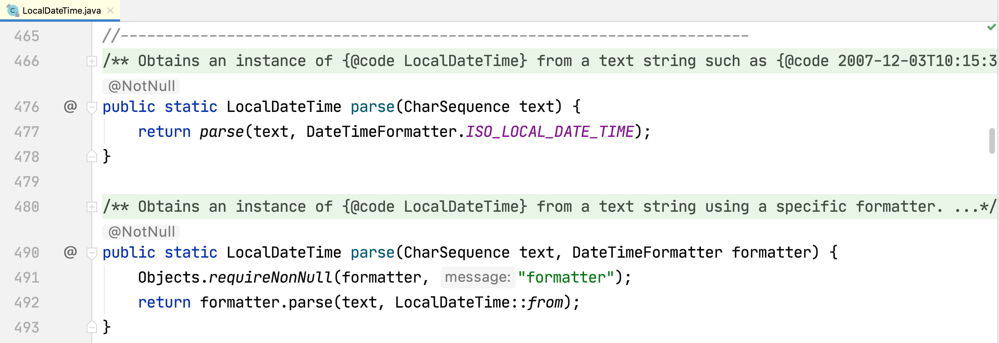 LocalDateTime.java
465 //-----------------------------------------------------------------------
466 /** Obtains an instance of {@code LocalDateTime} from a text string such as {@code 2007-12-03T10:15:3
@NotNull
476 @ public static LocalDateTime parse(CharSequence text) {
477 return parse(text, DateTimeFormatter.ISO_LOCAL_DATE_TIME);
478 }
479
480 /** Obtains an instance of {@code LocalDateTime} from a text string using a specific formatter. ...*/
@NotNull
490 @ public static LocalDateTime parse(CharSequence text, DateTimeFormatter formatter) {
491 Objects.requireNonNull(formatter, message: "formatter");
492 return formatter.parse(text, LocalDateTime::from);
493 }